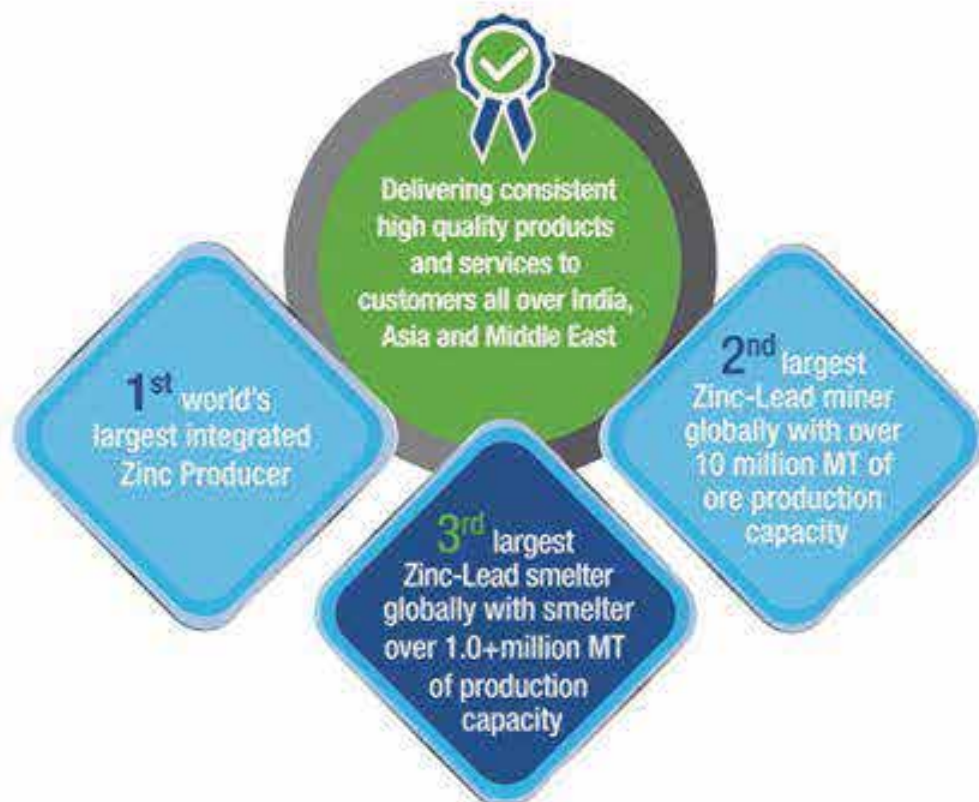 Delivering consistent
high quality products
and services to
customers all over India,
Asia and Middle East
1st world's
largest integrated
Zinc Producer
2nd largest
Zinc-Lead miner
globally with over
10 million MT of
ore production
capacity
3rd largest
Zinc-Lead smelter
globally with smelter
over 1.0+million MT
of production
capacity